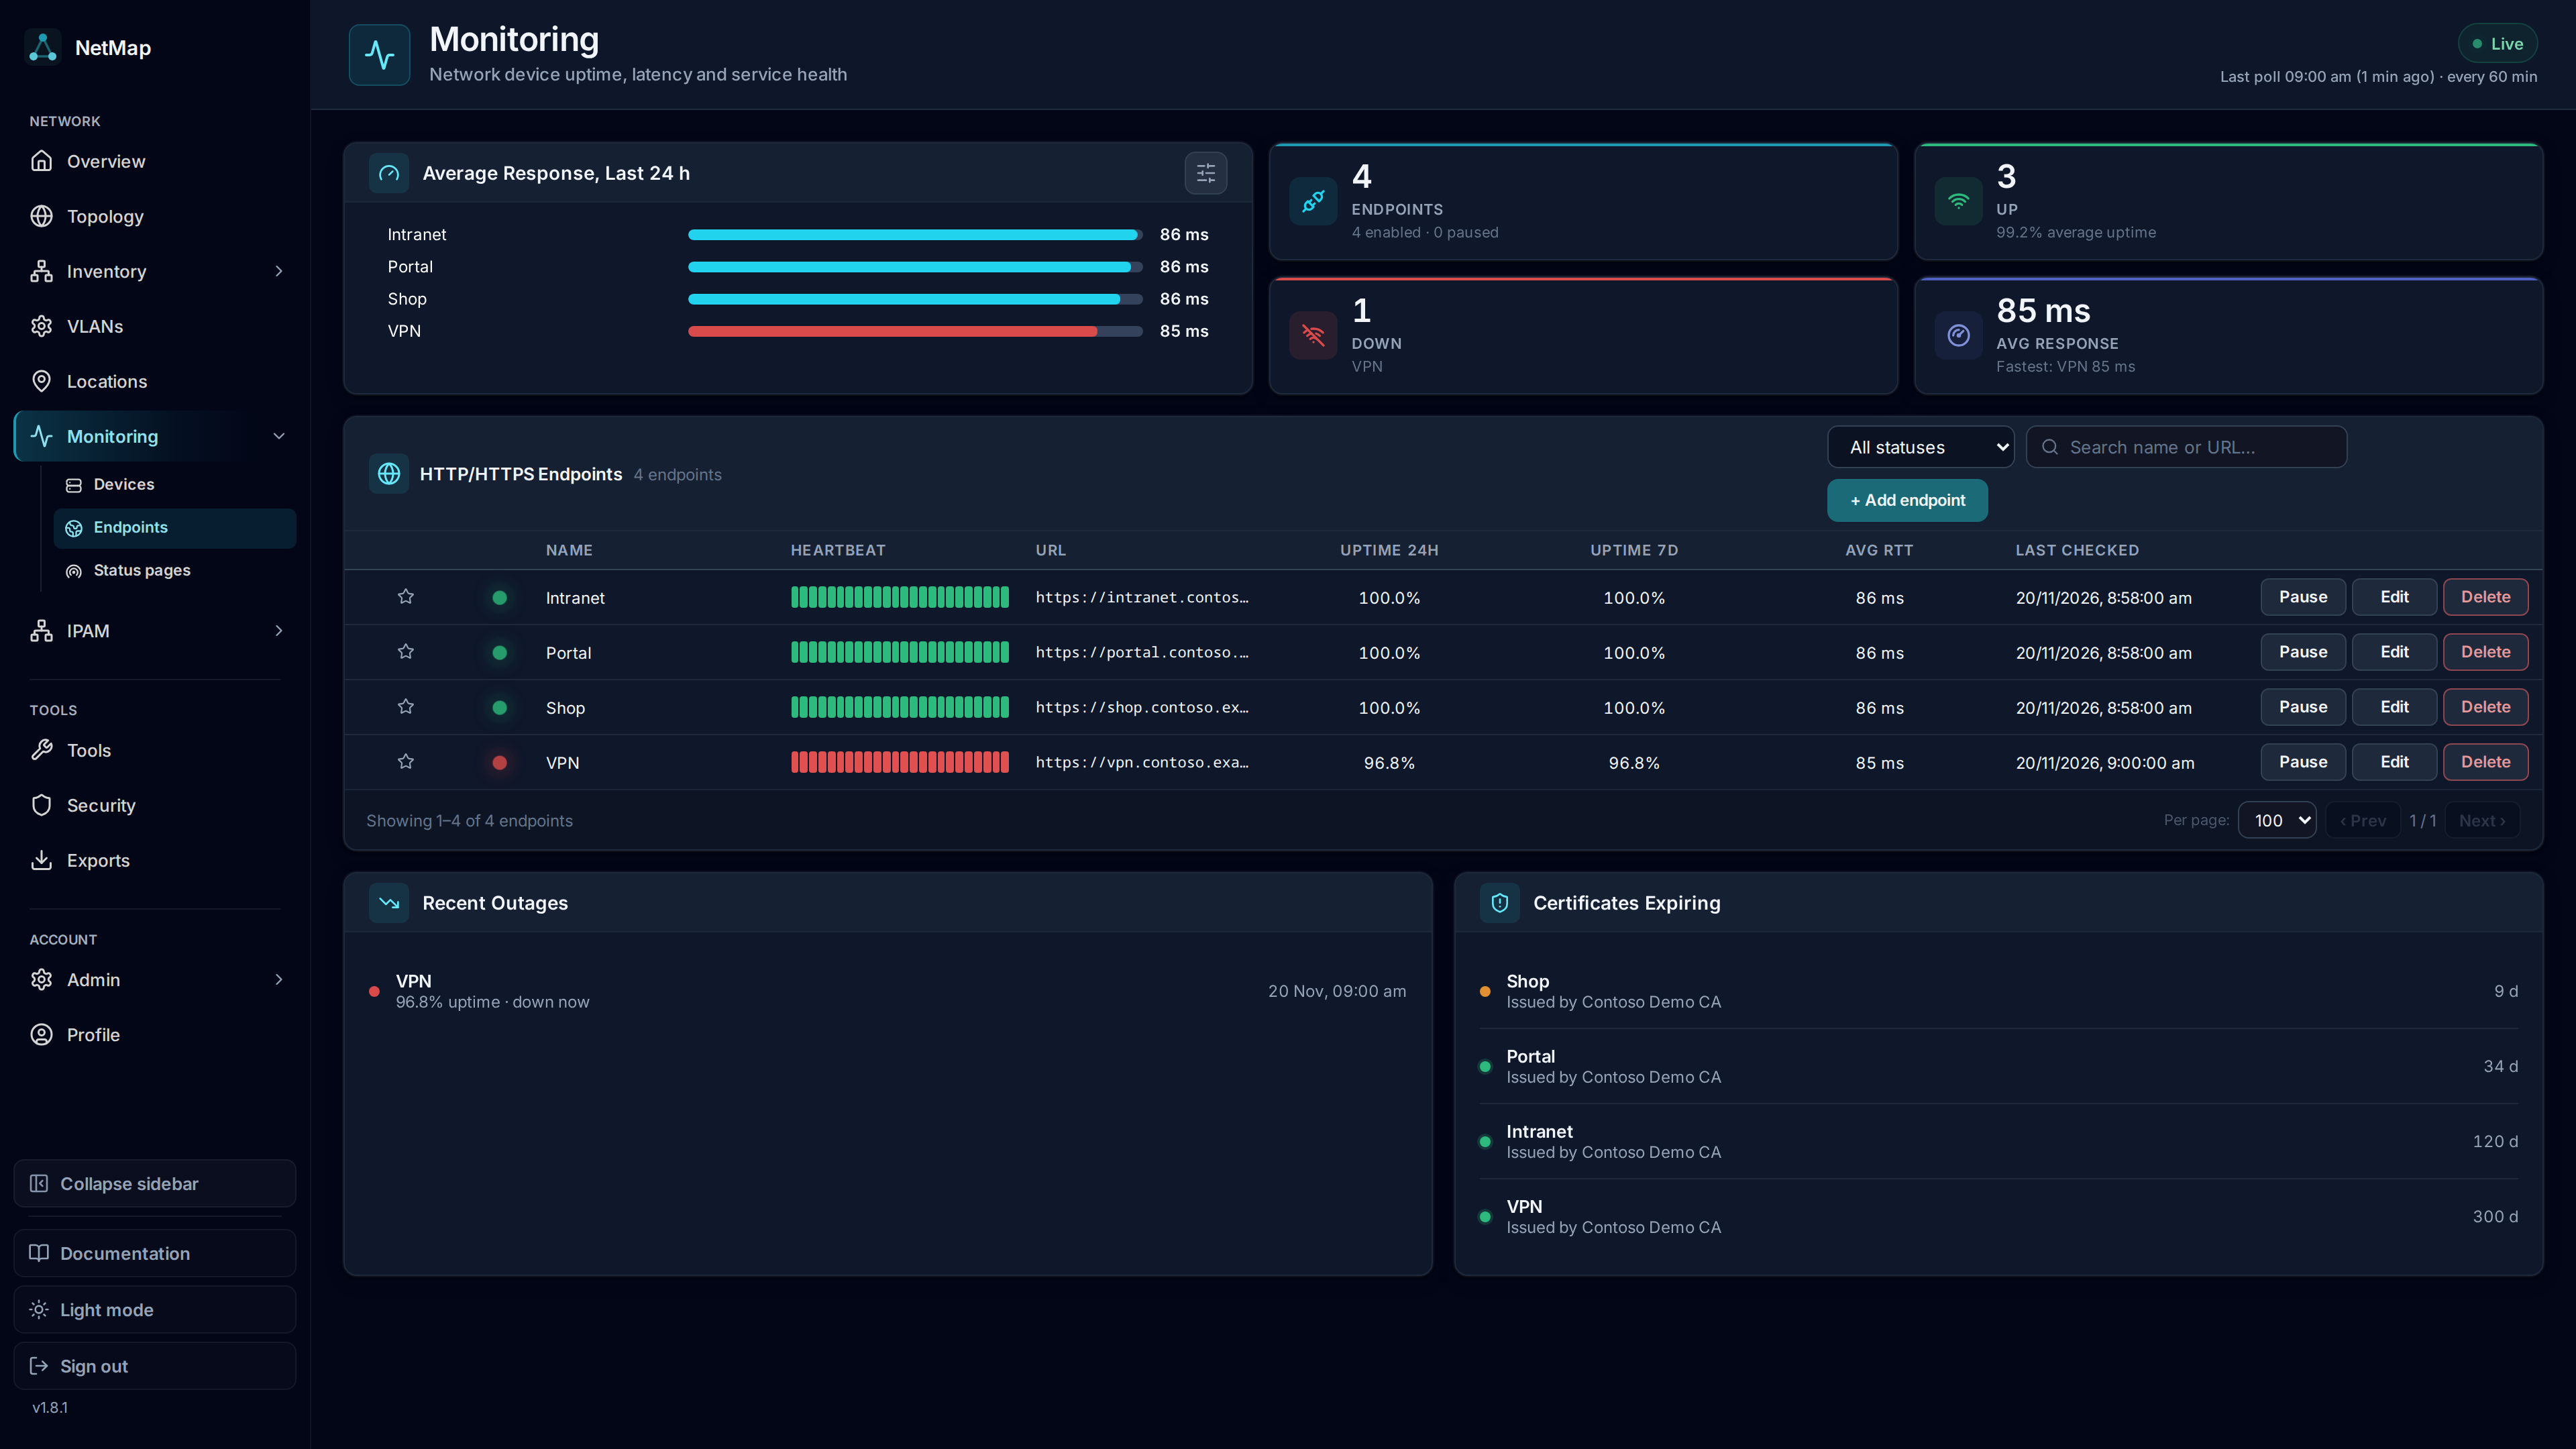 NetMap
NETWORK
Overview
Topology
Inventory
VLANs
Locations
Monitoring
Devices
Endpoints
Status pages
IPAM
TOOLS
Tools
Security
Exports
ACCOUNT
Admin
Profile
Collapse sidebar
Documentation
Light mode
Sign out
v1.8.1
Monitoring
Network device uptime, latency and service health
Live
Last poll 09:00 am (1 min ago) · every 60 min
Average Response, Last 24 h
Intranet 86 ms
Portal 86 ms
Shop 86 ms
VPN 85 ms
4
ENDPOINTS
4 enabled · 0 paused
3
UP
99.2% average uptime
1
DOWN
VPN
85 ms
AVG RESPONSE
Fastest: VPN 85 ms
HTTP/HTTPS Endpoints 4 endpoints
All statuses
Search name or URL...
+ Add endpoint
NAME HEARTBEAT URL UPTIME 24H UPTIME 7D AVG RTT LAST CHECKED
Intranet https://intranet.contos… 100.0% 100.0% 86 ms 20/11/2026, 8:58:00 am Pause Edit Delete
Portal https://portal.contoso.… 100.0% 100.0% 86 ms 20/11/2026, 8:58:00 am Pause Edit Delete
Shop https://shop.contoso.ex… 100.0% 100.0% 86 ms 20/11/2026, 8:58:00 am Pause Edit Delete
VPN https://vpn.contoso.exa… 96.8% 96.8% 85 ms 20/11/2026, 9:00:00 am Pause Edit Delete
Showing 1–4 of 4 endpoints
Per page: 100 ‹ Prev 1 / 1 Next ›
Recent Outages
VPN
96.8% uptime · down now
20 Nov, 09:00 am
Certificates Expiring
Shop
Issued by Contoso Demo CA
9 d
Portal
Issued by Contoso Demo CA
34 d
Intranet
Issued by Contoso Demo CA
120 d
VPN
Issued by Contoso Demo CA
300 d